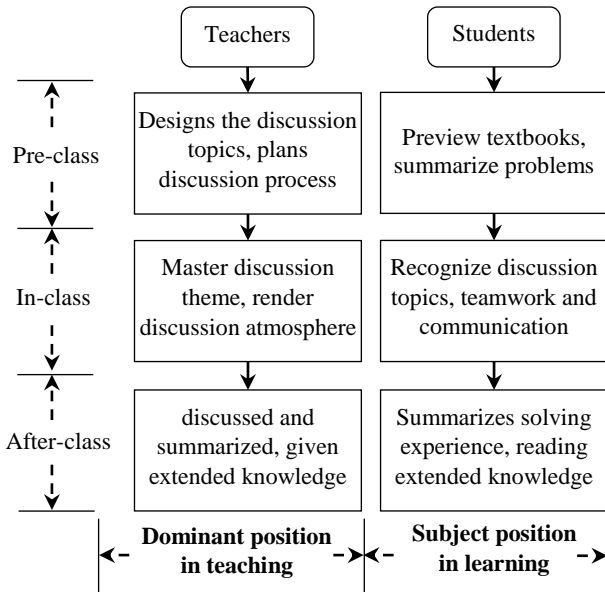 Teachers
Students
Pre-class
Designs the discussion
topics, plans
discussion process
Preview textbooks,
summarize problems
In-class
Master discussion
theme, render
discussion atmosphere
Recognize discussion
topics, teamwork and
communication
After-class
discussed and
summarized, given
extended knowledge
Summarizes solving
experience, reading
extended knowledge
Dominant position
in teaching
Subject position
in learning